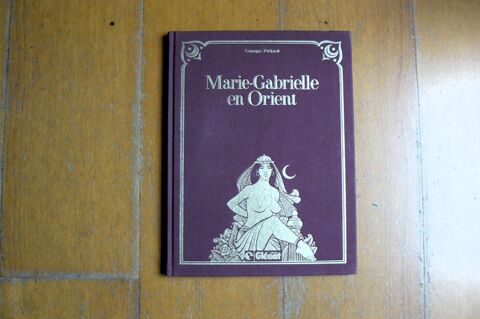 Georges Pichard
Marie-Gabrielle
en Orient
Glénat